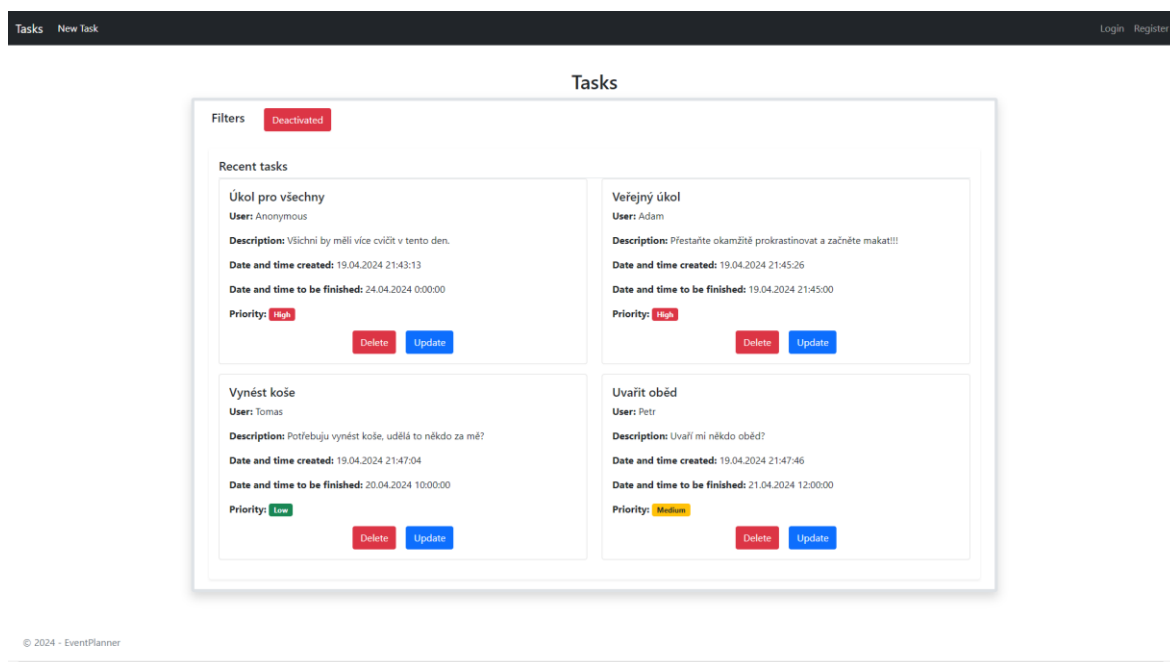 Tasks New Task Login Register
Tasks
Filters Deactivated
Recent tasks
Úkol pro všechny
User: Anonymous
Description: Všichni by měli více cvičit v tento den.
Date and time created: 19.04.2024 21:43:13
Date and time to be finished: 24.04.2024 0:00:00
Priority: High
Delete Update
Veřejný úkol
User: Adam
Description: Přestaňte okamžitě prokrastinovat a začněte makat!!!
Date and time created: 19.04.2024 21:45:26
Date and time to be finished: 19.04.2024 21:45:00
Priority: High
Delete Update
Vynést koše
User: Tomas
Description: Potřebuju vynést koše, udělá to někdo za mě?
Date and time created: 19.04.2024 21:47:04
Date and time to be finished: 20.04.2024 10:00:00
Priority: Low
Delete Update
Uvařit oběd
User: Petr
Description: Uvaří mi někdo oběd?
Date and time created: 19.04.2024 21:47:46
Date and time to be finished: 21.04.2024 12:00:00
Priority: Medium
Delete Update
© 2024 - EventPlanner